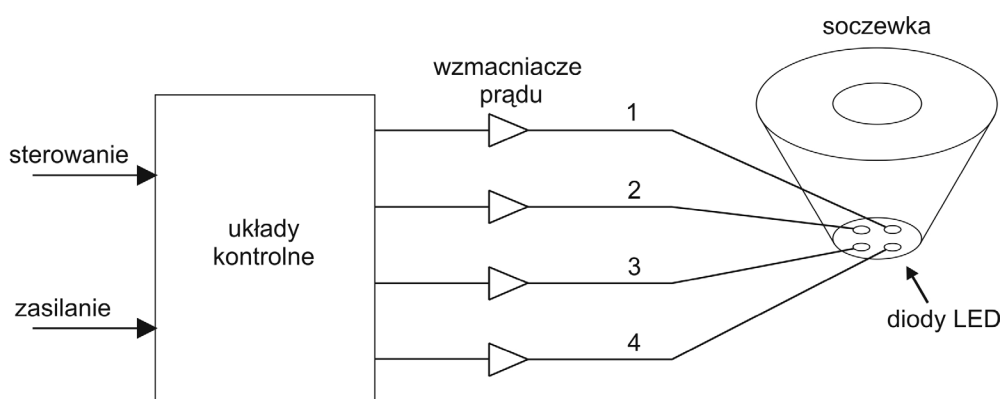 soczewka
wzmacniacze
prądu
1
sterowanie
2
układy
kontrolne
3
zasilanie
diody LED
4